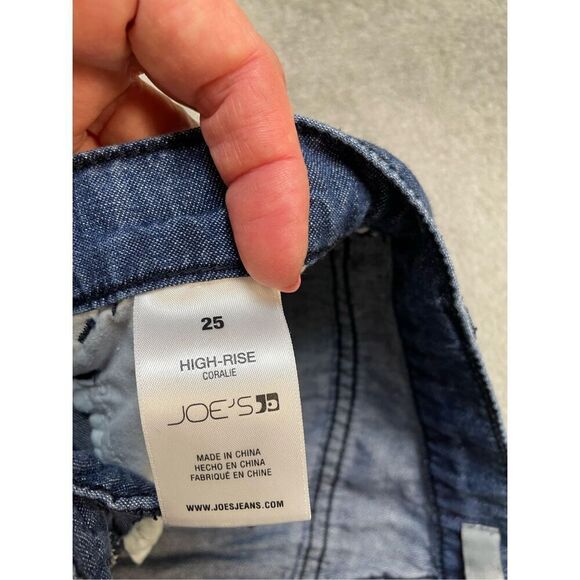 25
HIGH-RISE
CORALIE
JOE'S
MADE IN CHINA
HECHO EN CHINA
FABRIQUÉ EN CHINE
WWW.JOESJEANS.COM